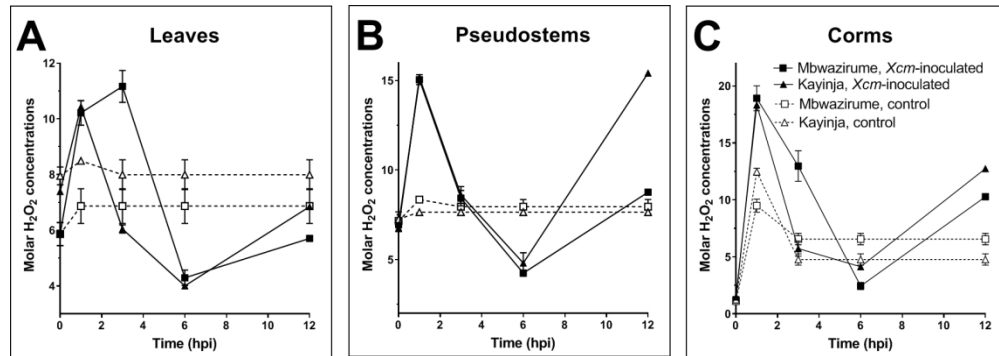 A
Leaves
Molar H₂O₂ concentrations
12
10
8
6
4
0
2
4
6
8
10
12
Time (hpi)
B
Pseudostems
Molar H₂O₂ concentrations
15
10
5
0
2
4
6
8
10
12
Time (hpi)
C
Corms
Mbwazirume, Xcm-inoculated
Kayinja, Xcm-inoculated
Mbwazirume, control
Kayinja, control
Molar H₂O₂ concentrations
20
15
10
5
0
0
2
4
6
8
10
12
Time (hpi)